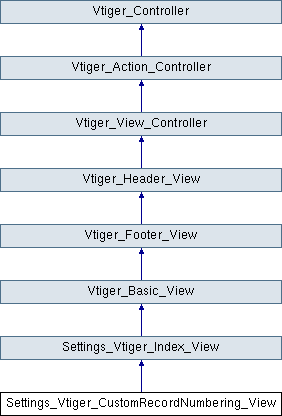 Vtiger_Controller
Vtiger_Action_Controller
Vtiger_View_Controller
Vtiger_Header_View
Vtiger_Footer_View
Vtiger_Basic_View
Settings_Vtiger_Index_View
Settings_Vtiger_CustomRecordNumbering_View